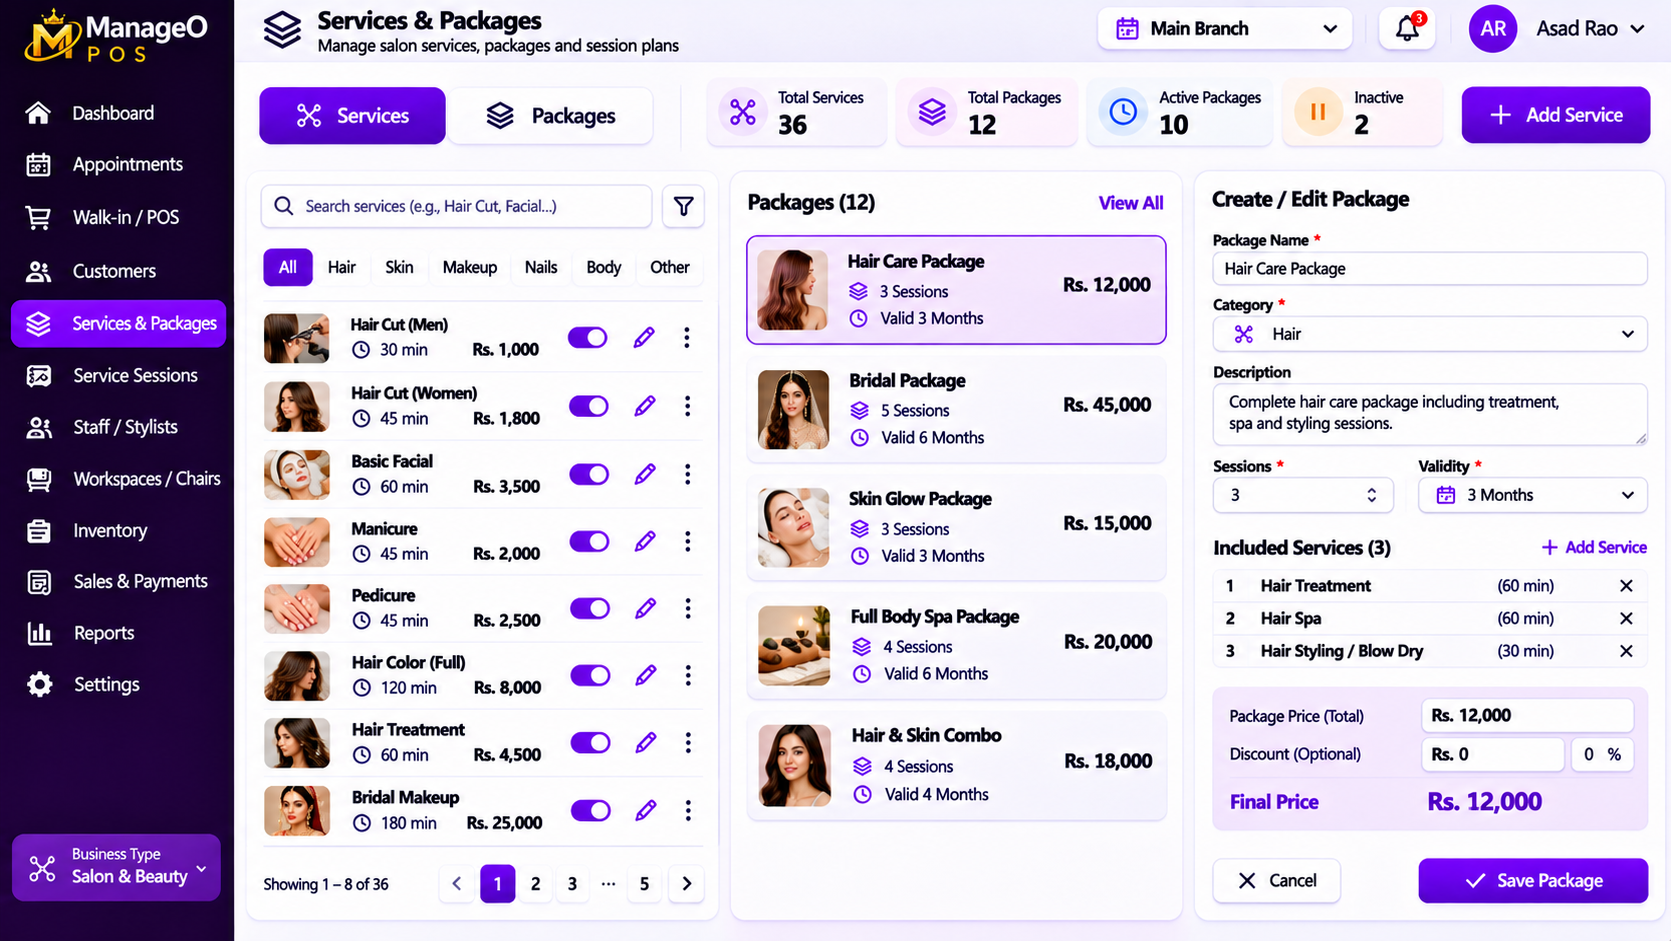 ManageO
POS
Dashboard
Appointments
Walk-in / POS
Customers
Services & Packages
Service Sessions
Staff / Stylists
Workspaces / Chairs
Inventory
Sales & Payments
Reports
Settings
Business Type
Salon & Beauty
Services & Packages
Manage salon services, packages and session plans
Main Branch
3
AR
Asad Rao
Services
Packages
Total Services
36
Total Packages
12
Active Packages
10
Inactive
2
+ Add Service
Search services (e.g., Hair Cut, Facial...)
All Hair Skin Makeup Nails Body Other
Hair Cut (Men)
30 min Rs. 1,000
Hair Cut (Women)
45 min Rs. 1,800
Basic Facial
60 min Rs. 3,500
Manicure
45 min Rs. 2,000
Pedicure
45 min Rs. 2,500
Hair Color (Full)
120 min Rs. 8,000
Hair Treatment
60 min Rs. 4,500
Bridal Makeup
180 min Rs. 25,000
Showing 1 – 8 of 36
< 1 2 3 ··· 5 >
Packages (12) View All
Hair Care Package
3 Sessions
Valid 3 Months
Rs. 12,000
Bridal Package
5 Sessions
Valid 6 Months
Rs. 45,000
Skin Glow Package
3 Sessions
Valid 3 Months
Rs. 15,000
Full Body Spa Package
4 Sessions
Valid 6 Months
Rs. 20,000
Hair & Skin Combo
4 Sessions
Valid 4 Months
Rs. 18,000
Create / Edit Package
Package Name *
Hair Care Package
Category *
Hair
Description
Complete hair care package including treatment,
spa and styling sessions.
Sessions * Validity *
3 3 Months
Included Services (3) + Add Service
1 Hair Treatment (60 min) ×
2 Hair Spa (60 min) ×
3 Hair Styling / Blow Dry (30 min) ×
Package Price (Total) Rs. 12,000
Discount (Optional) Rs. 0 0 %
Final Price Rs. 12,000
× Cancel
Save Package